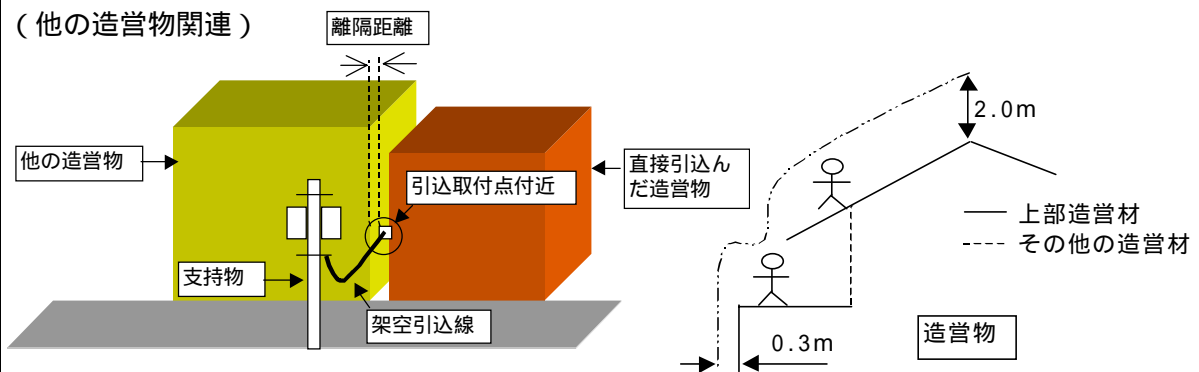 (他の造営物関連)
離隔距離
他の造営物
引込取付点付近
直接引込ん
だ造営物
支持物
架空引込線
2.0m
上部造営材
その他の造営材
0.3m
造営物